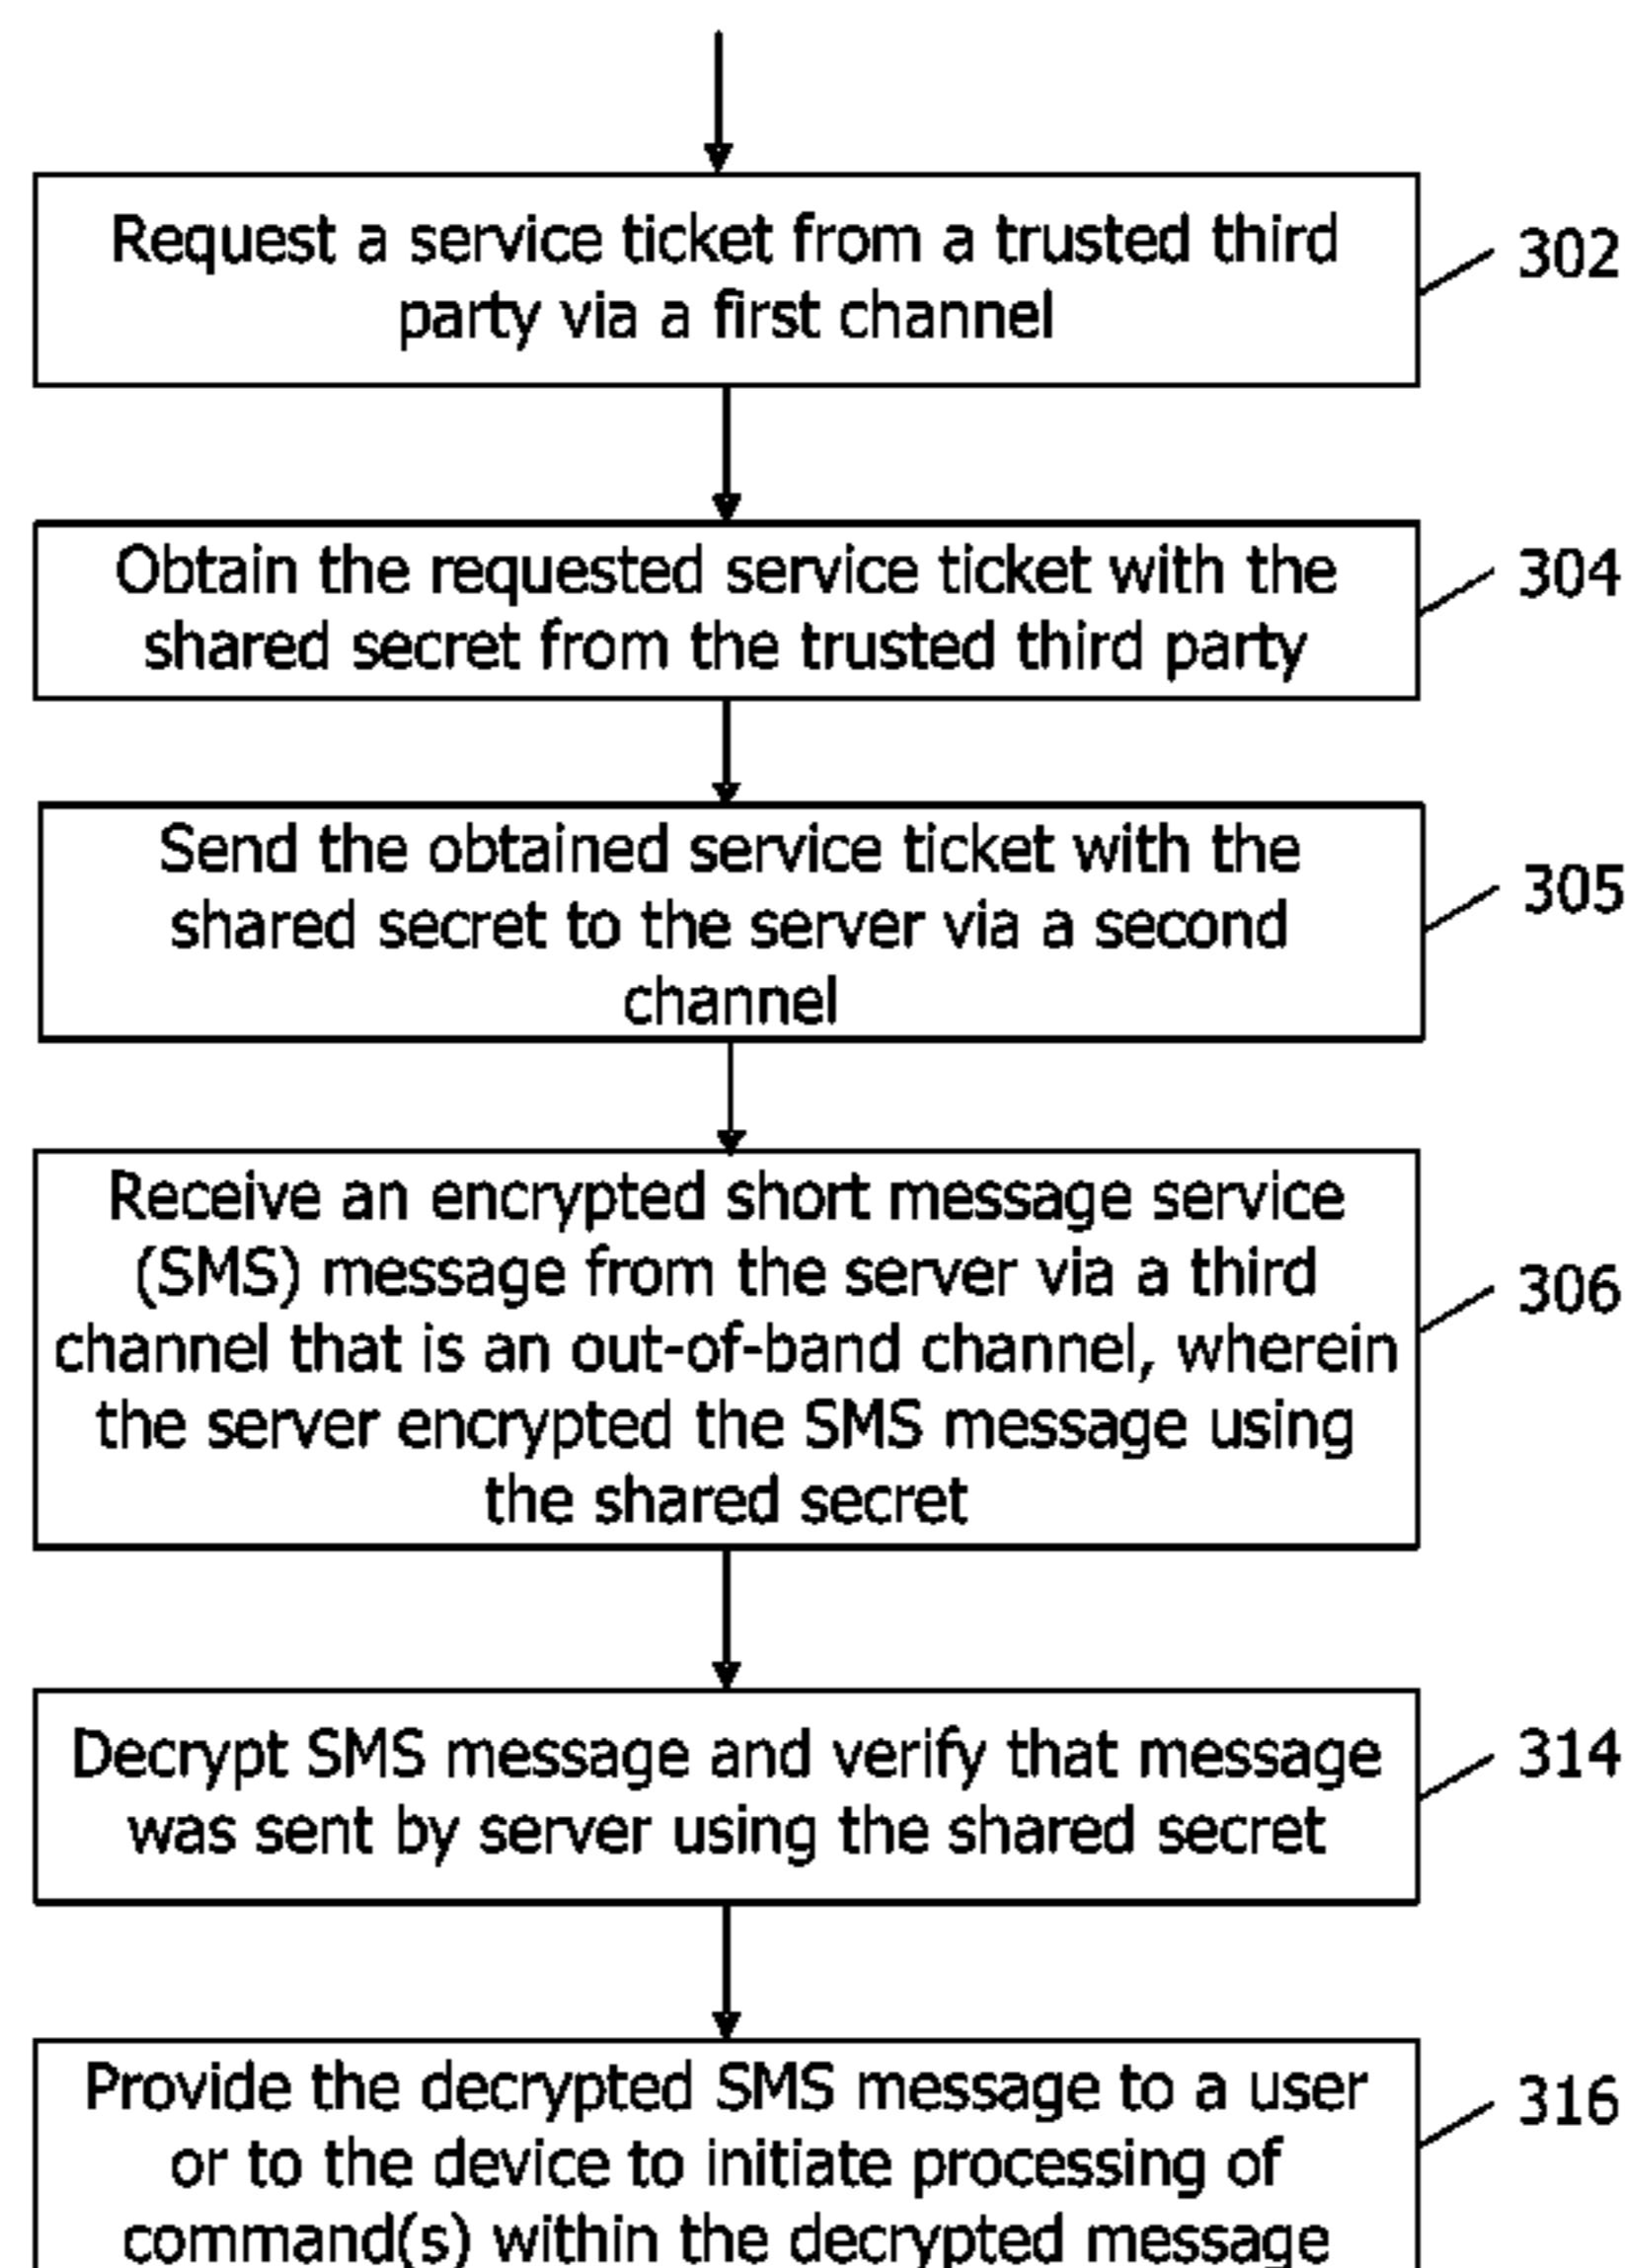 Request a service ticket from a trusted third
party via a first channel
302
Obtain the requested service ticket with the
shared secret from the trusted third party
304
Send the obtained service ticket with the
shared secret to the server via a second
channel
305
Receive an encrypted short message service
(SMS) message from the server via a third
channel that is an out-of-band channel, wherein
the server encrypted the SMS message using
the shared secret
306
Decrypt SMS message and verify that message
was sent by server using the shared secret
314
Provide the decrypted SMS message to a user
or to the device to initiate processing of
command(s) within the decrypted message
316